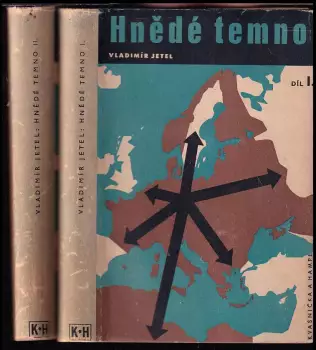 VLADIMÍR JETEL: HNĚDÉ TEMNO II.
K•H
VLADIMÍR JETEL: HNĚDÉ TEMNO I.
K•H
Hnědé temno
VLADIMÍR JETEL
DÍL I.
KVASNIČKA A HAMPL